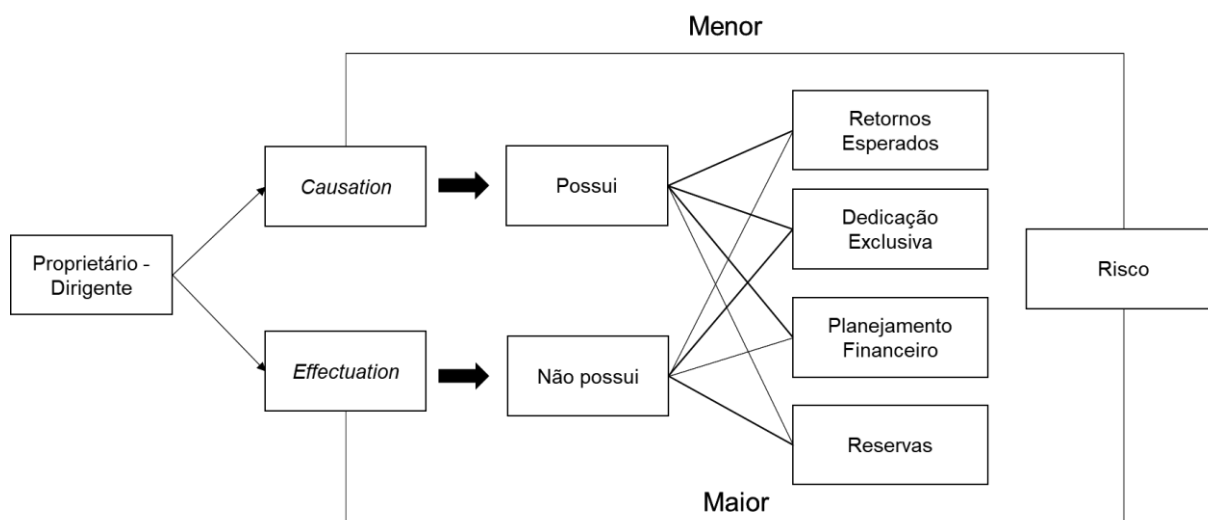 Menor
Causation
Possui
Retornos
Esperados
Dedicação
Exclusiva
Proprietário -
Dirigente
Risco
Planejamento
Financeiro
Effectuation
Não possui
Reservas
Maior